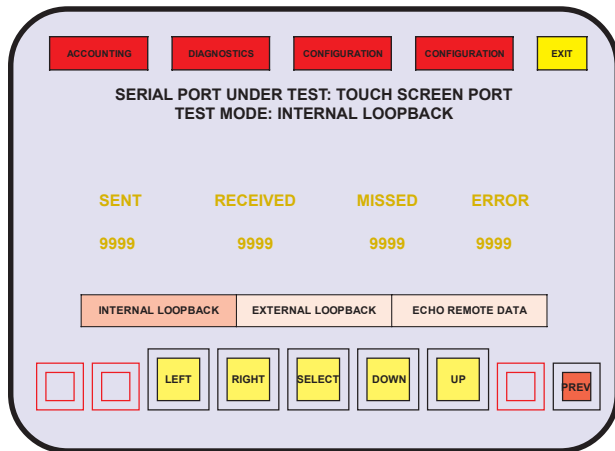 ACCOUNTING DIAGNOSTICS CONFIGURATION CONFIGURATION EXIT
SERIAL PORT UNDER TEST: TOUCH SCREEN PORT
TEST MODE: INTERNAL LOOPBACK
SENT RECEIVED MISSED ERROR
9999 9999 9999 9999
INTERNAL LOOPBACK EXTERNAL LOOPBACK ECHO REMOTE DATA
LEFT RIGHT SELECT DOWN UP PREV